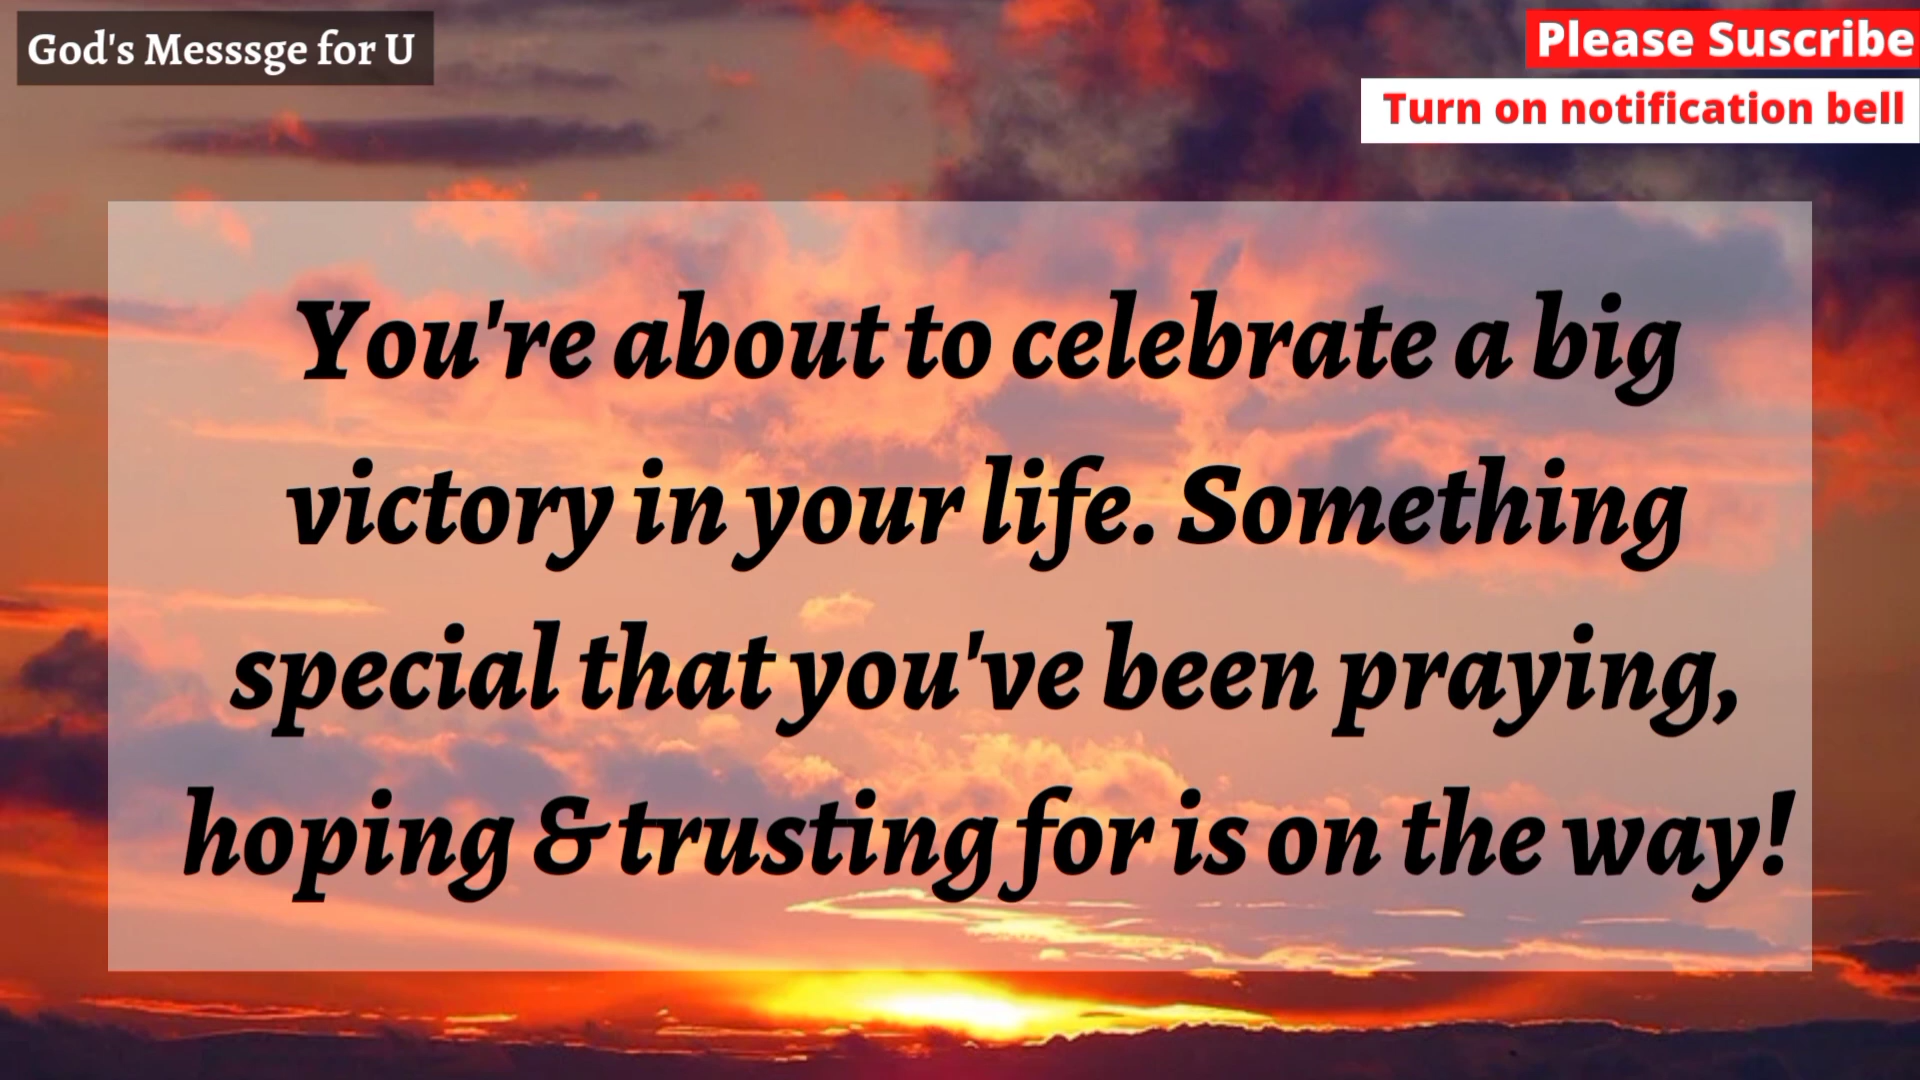 God's Messsge for U
Please Suscribe
Turn on notification bell
You're about to celebrate a big
victory in your life. Something
special that you've been praying,
hoping & trusting for is on the way!